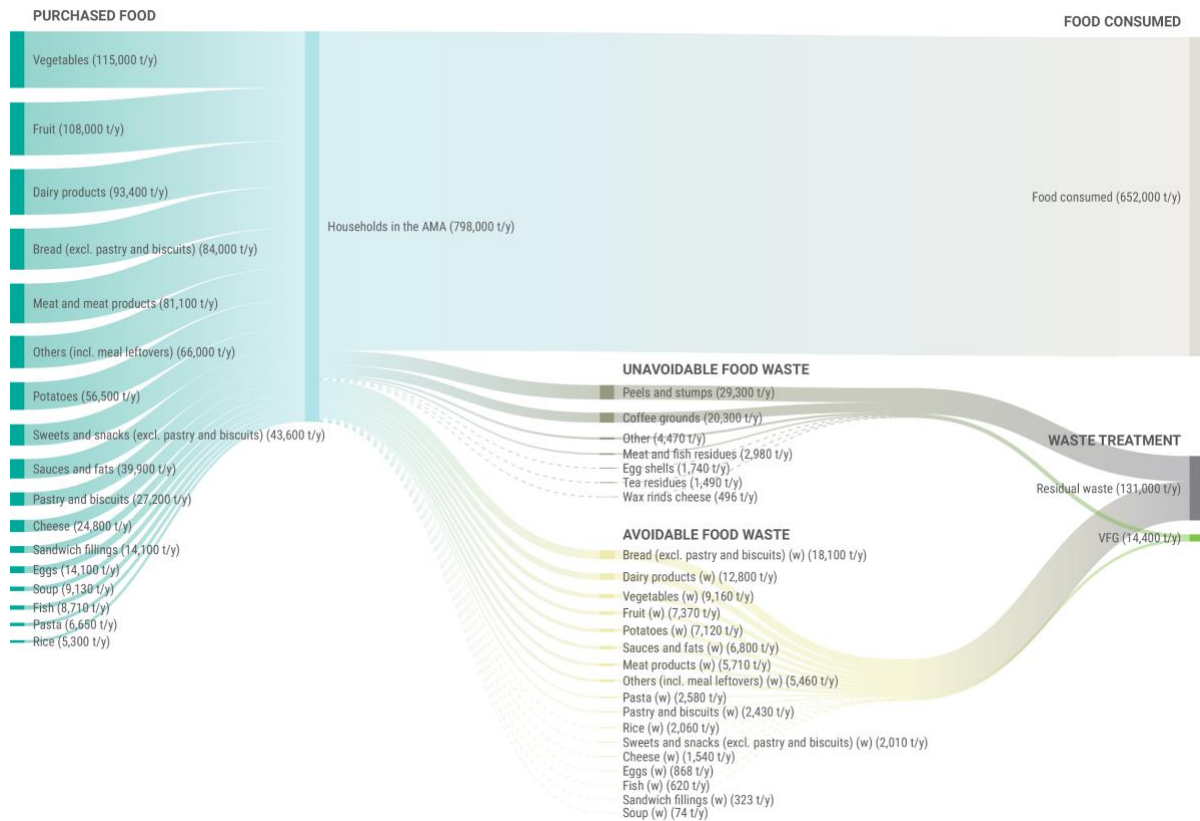 PURCHASED FOOD
Vegetables (115,000 t/y)
Fruit (108,000 t/y)
Dairy products (93,400 t/y)
Bread (excl. pastry and biscuits) (84,000 t/y)
Meat and meat products (81,100 t/y)
Others (incl. meal leftovers) (66,000 t/y)
Potatoes (56,500 t/y)
Sweets and snacks (excl. pastry and biscuits) (43,600 t/y)
Sauces and fats (39,900 t/y)
Pastry and biscuits (27,200 t/y)
Cheese (24,800 t/y)
Sandwich fillings (14,100 t/y)
Eggs (14,100 t/y)
Soup (9,130 t/y)
Fish (8,710 t/y)
Pasta (6,650 t/y)
Rice (5,300 t/y)
Households in the AMA (798,000 t/y)
FOOD CONSUMED
Food consumed (652,000 t/y)
UNAVOIDABLE FOOD WASTE
Peels and stumps (29,300 t/y)
Coffee grounds (20,300 t/y)
Other (4,470 t/y)
Meat and fish residues (2,980 t/y)
Egg shells (1,740 t/y)
Tea residues (1,490 t/y)
Wax rinds cheese (496 t/y)
AVOIDABLE FOOD WASTE
Bread (excl. pastry and biscuits) (w) (18,100 t/y)
Dairy products (w) (12,800 t/y)
Vegetables (w) (9,160 t/y)
Fruit (w) (7,370 t/y)
Potatoes (w) (7,120 t/y)
Sauces and fats (w) (6,800 t/y)
Meat products (w) (5,710 t/y)
Others (incl. meal leftovers) (w) (5,460 t/y)
Pasta (w) (2,580 t/y)
Pastry and biscuits (w) (2,430 t/y)
Rice (w) (2,060 t/y)
Sweets and snacks (excl. pastry and biscuits) (w) (2,010 t/y)
Cheese (w) (1,540 t/y)
Eggs (w) (868 t/y)
Fish (w) (620 t/y)
Sandwich fillings (w) (323 t/y)
Soup (w) (74 t/y)
WASTE TREATMENT
Residual waste (131,000 t/y)
VFG (14,400 t/y)